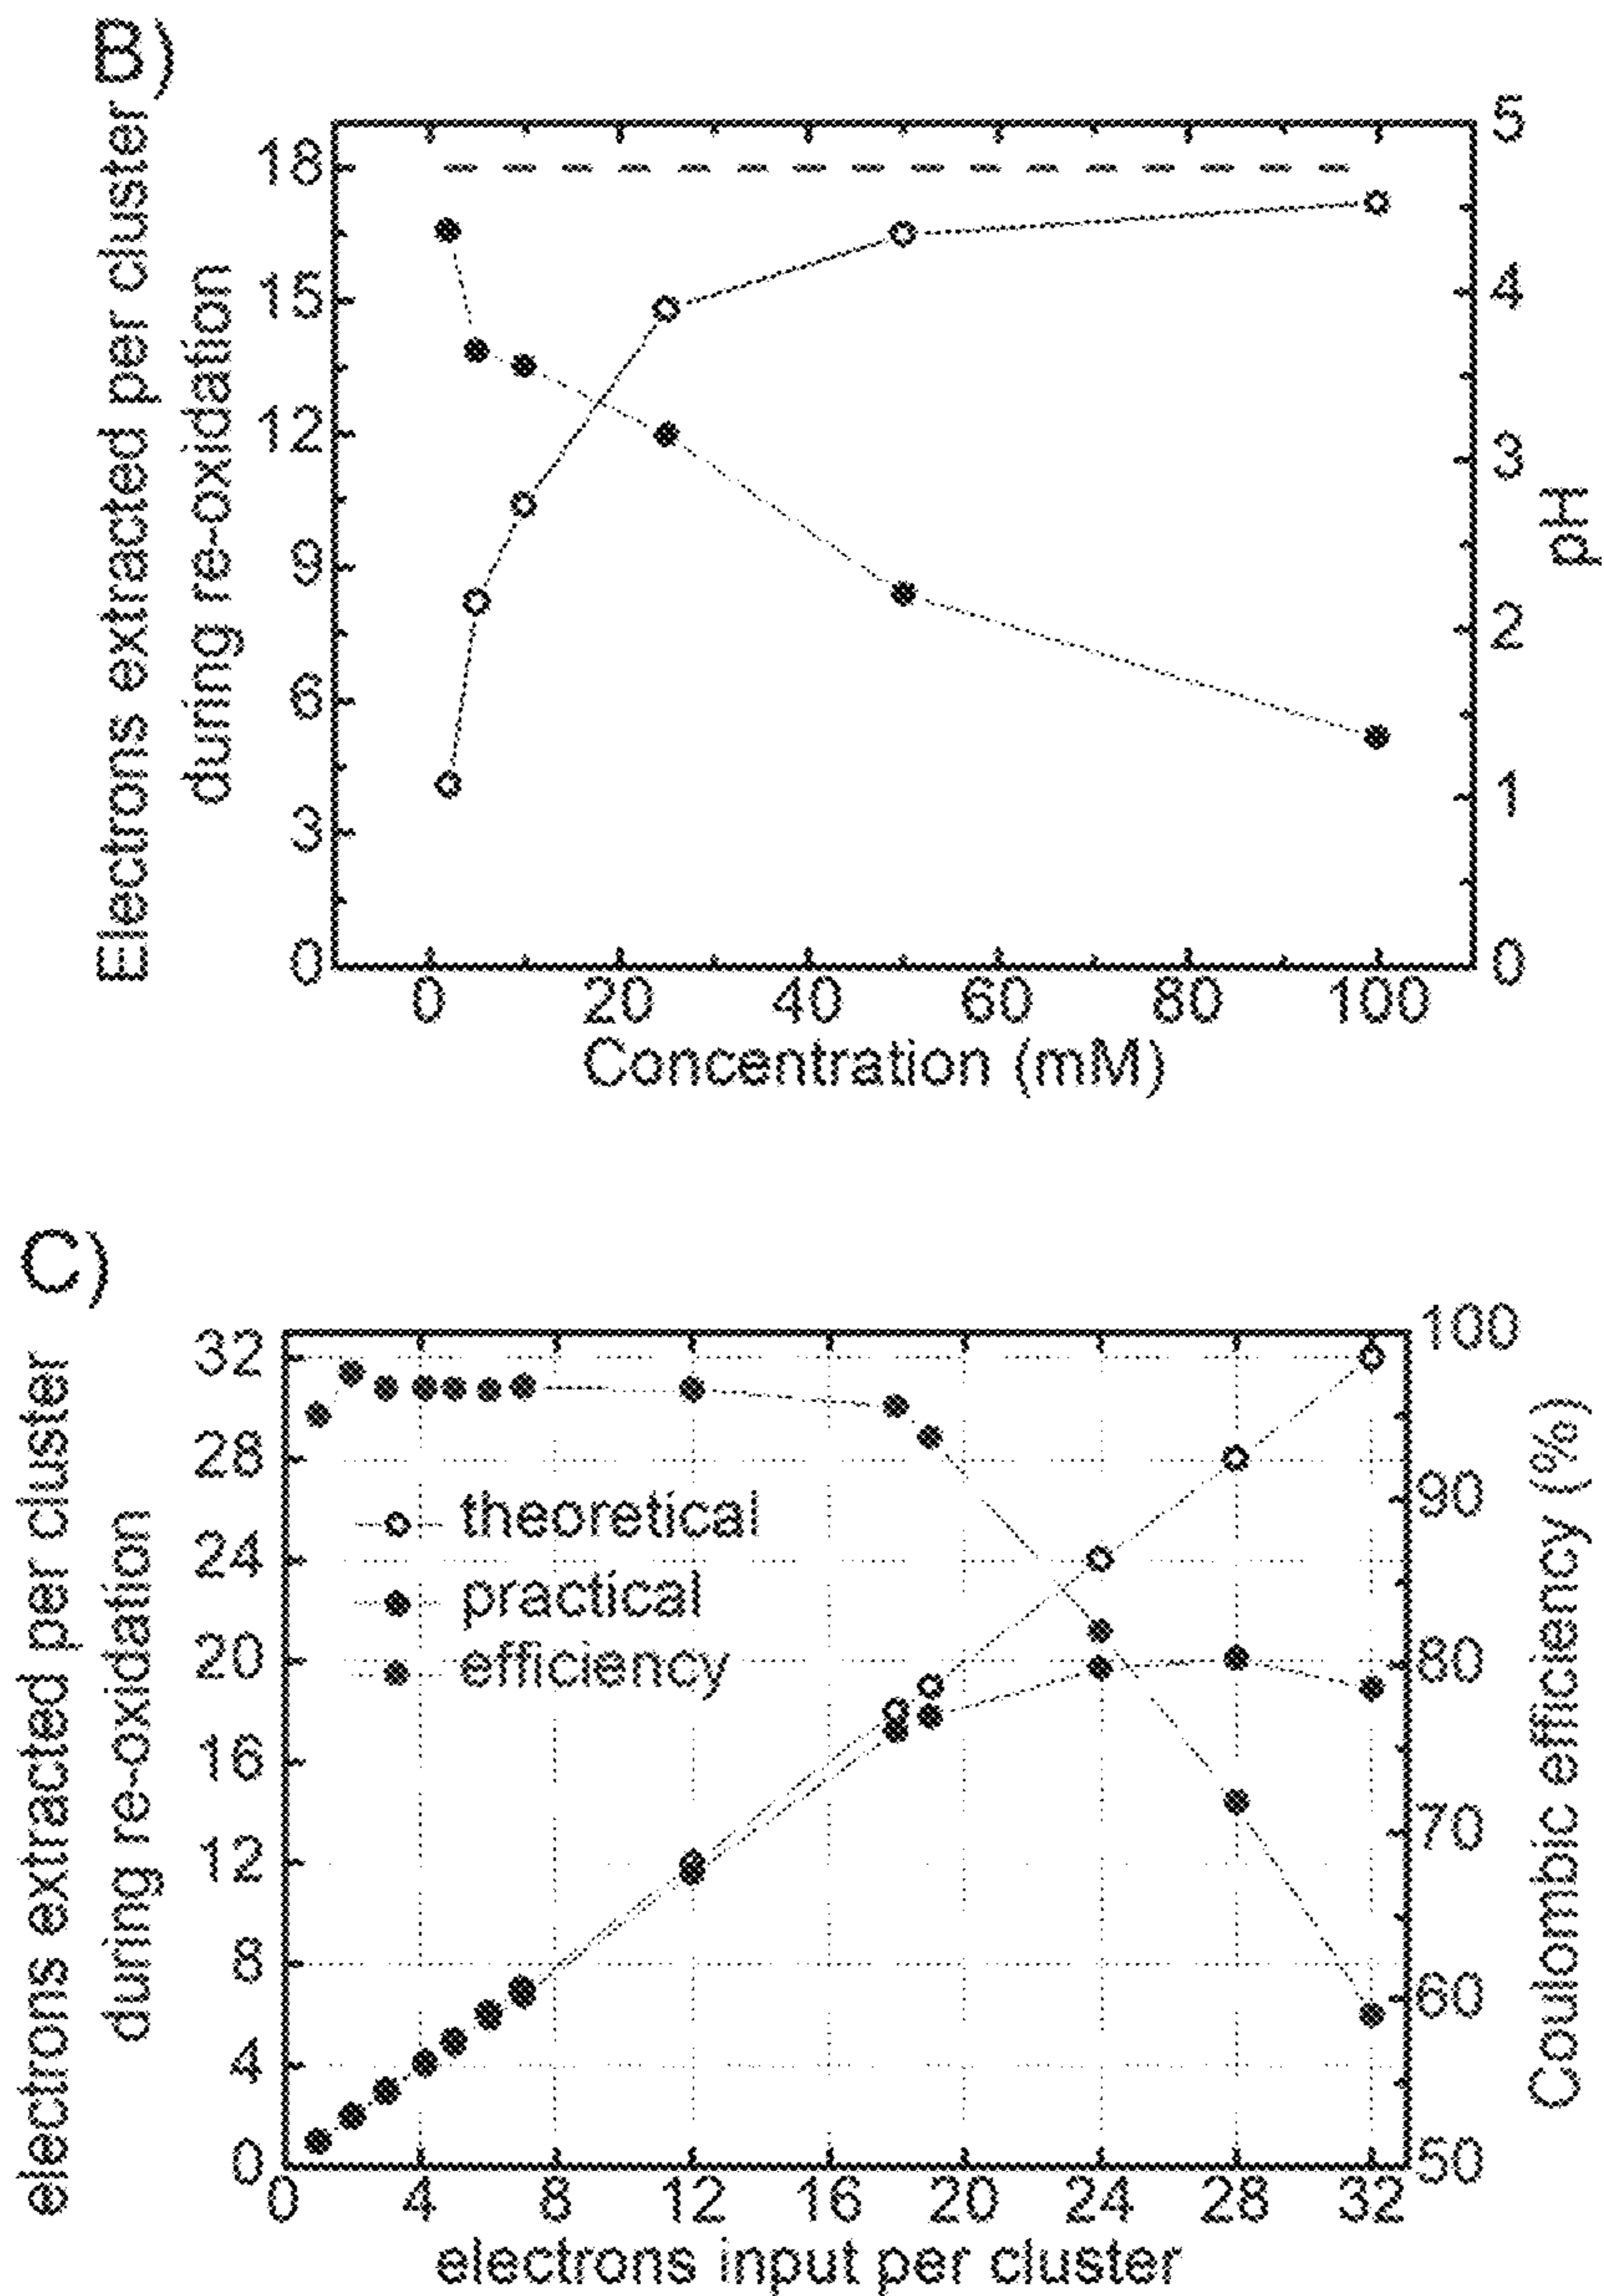 B)
Electrons extracted per cluster
during re-oxidation
18
15
12
9
6
3
0
5
4
3
2
1
0
pH
0 20 40 60 80 100
Concentration (mM)
C)
electrons extracted per cluster
during re-oxidation
32
28
24
20
16
12
8
4
0
theoretical
practical
efficiency
100
90
80
70
60
50
Coulombic efficiency (%)
0 4 8 12 16 20 24 28 32
electrons input per cluster